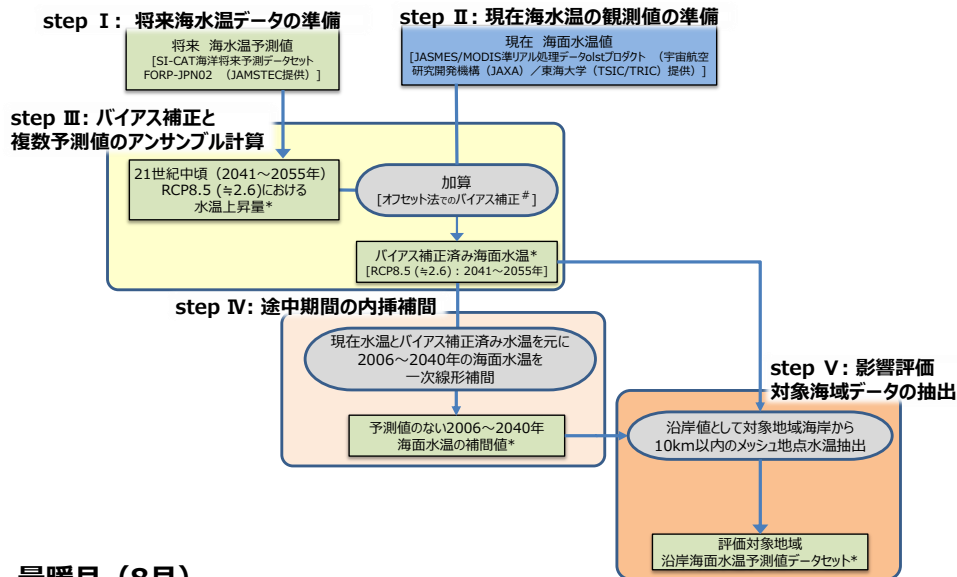 step Ⅰ: 将来海水温データの準備
将来 海水温予測値
[SI-CAT海洋将来予測データセット
FORP-JPN02 （JAMSTEC提供）]
step Ⅱ: 現在海水温の観測値の準備
現在 海面水温値
[JASMES/MODIS準リアル処理データolstプロダクト （宇宙航空
研究開発機構（JAXA）／東海大学（TSIC/TRIC）提供）]
step Ⅲ: バイアス補正と
複数予測値のアンサンブル計算
21世紀中頃（2041～2055年）
RCP8.5 (≒2.6)における
水温上昇量*
加算
[オフセット法でのバイアス補正#]
バイアス補正済み海面水温*
[RCP8.5 (≒2.6)：2041～2055年]
step Ⅳ: 途中期間の内挿補間
現在水温とバイアス補正済み水温を元に
2006～2040年の海面水温を
一次線形補間
予測値のない2006～2040年
海面水温の補間値*
step Ⅴ: 影響評価
対象海域データの抽出
沿岸値として対象地域海岸から
10km以内のメッシュ地点水温抽出
評価対象地域
沿岸海面水温予測値データセット*
最暖月（8月）